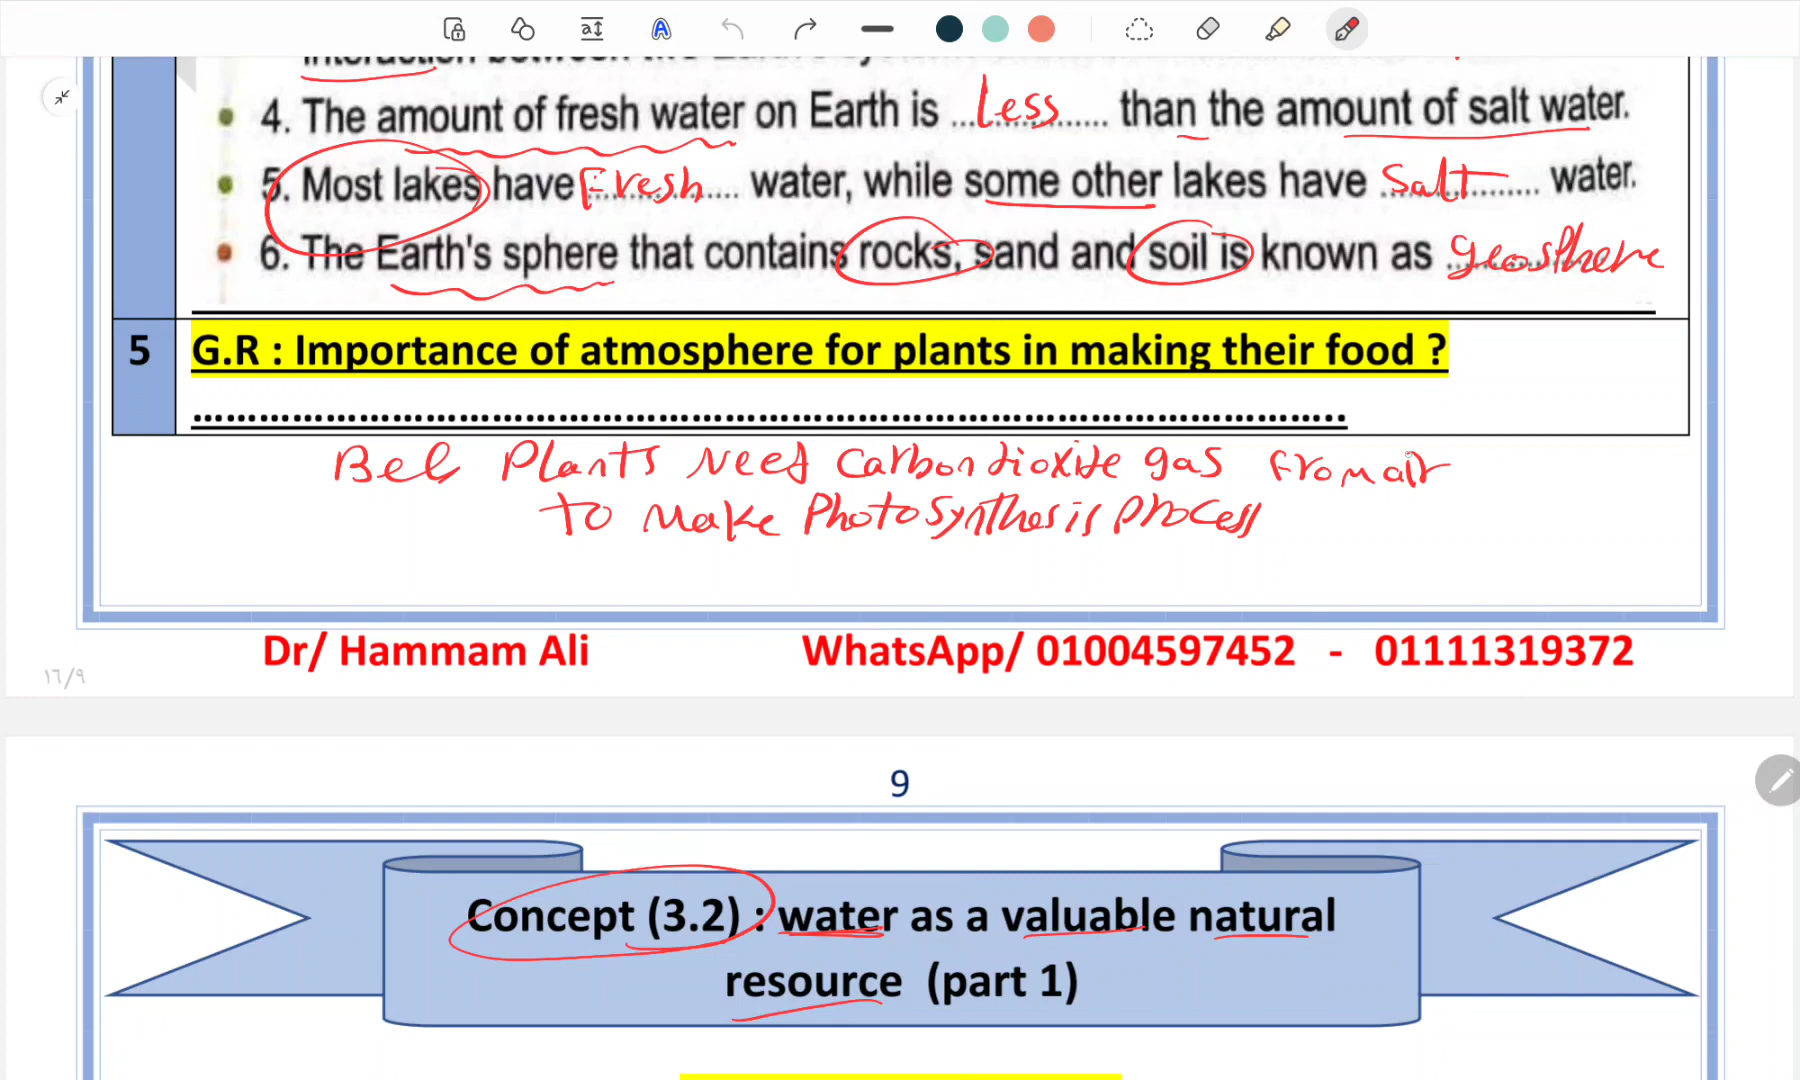 4. The amount of fresh water on Earth is ...Less... than the amount of salt water.
5. Most lakes have Fresh water, while some other lakes have Salt water.
6. The Earth's sphere that contains rocks, sand and soil is known as geosphere
5 G.R : Importance of atmosphere for plants in making their food ?
Plants Need Carbon dioxite gas From air
to Make Photosynthesis process
Dr/ Hammam Ali WhatsApp/ 01004597452 - 01111319372
١٦/٩
9
Concept (3.2) : water as a valuable natural
resource (part 1)